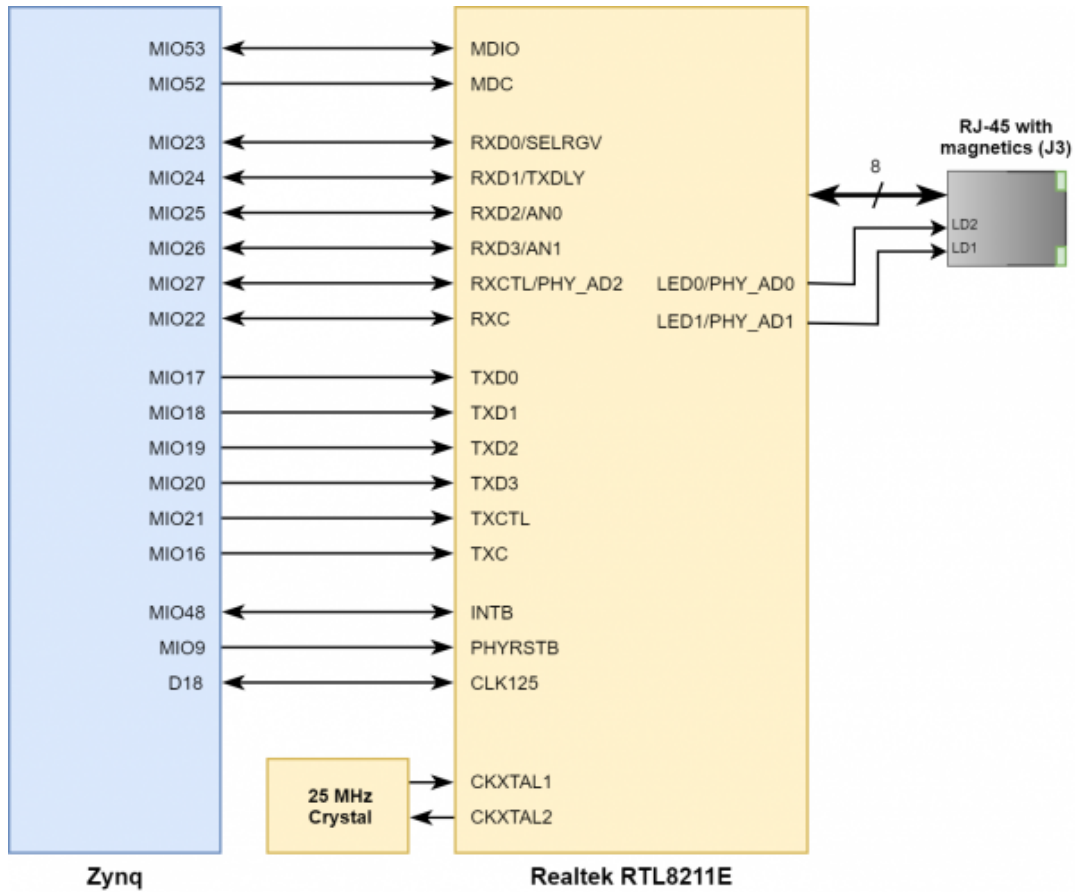 MIO53 MDIO
MIO52 MDC
MIO23 RXD0/SELRGV
RJ-45 with
magnetics (J3)
8
MIO24 RXD1/TXDLY
MIO25 RXD2/AN0
LD2
MIO26 RXD3/AN1
LD1
MIO27 RXCTL/PHY_AD2 LED0/PHY_AD0
MIO22 RXC LED1/PHY_AD1
MIO17 TXD0
MIO18 TXD1
MIO19 TXD2
MIO20 TXD3
MIO21 TXCTL
MIO16 TXC
MIO48 INTB
MIO9 PHYRSTB
D18 CLK125
25 MHz
Crystal
CKXTAL1
CKXTAL2
Zynq
Realtek RTL8211E